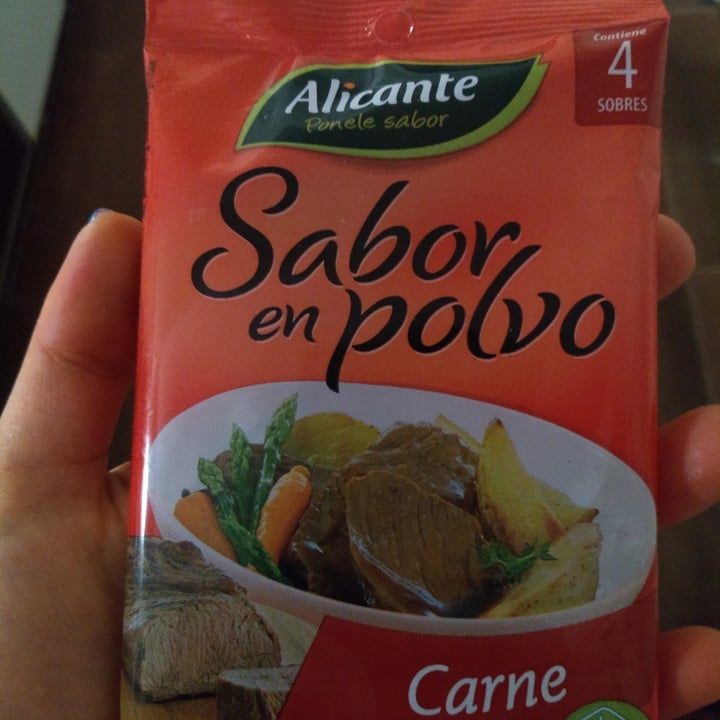 Contiene
4
SOBRES
Alicante
Ponele sabor
Sabor
en polvo
Carne